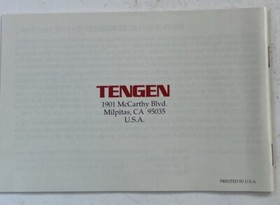 TENGEN
1901 McCarthy Blvd.
Milpitas, CA 95035
U.S.A.
PRINTED IN U.S.A.